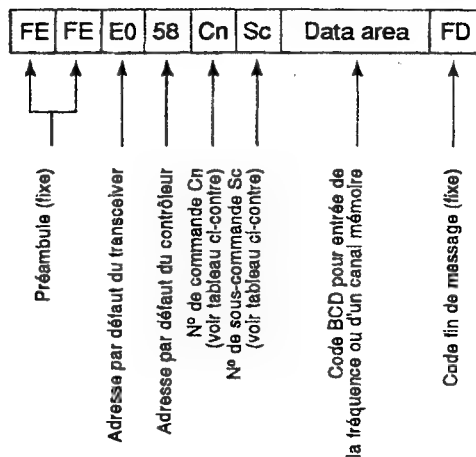 FE FE E0 58 Cn Sc Data area FD
Préambule (fixe)
Adresse par défaut du transceiver
Adresse par défaut du contrôleur
Nº de commande Cn
(voir tableau ci-contre)
Nº de sous-commande Sc
(voir tableau ci-contre)
Code BCD pour entrée de
la fréquence ou d'un canal mémoire
Code fin de message (fixe)